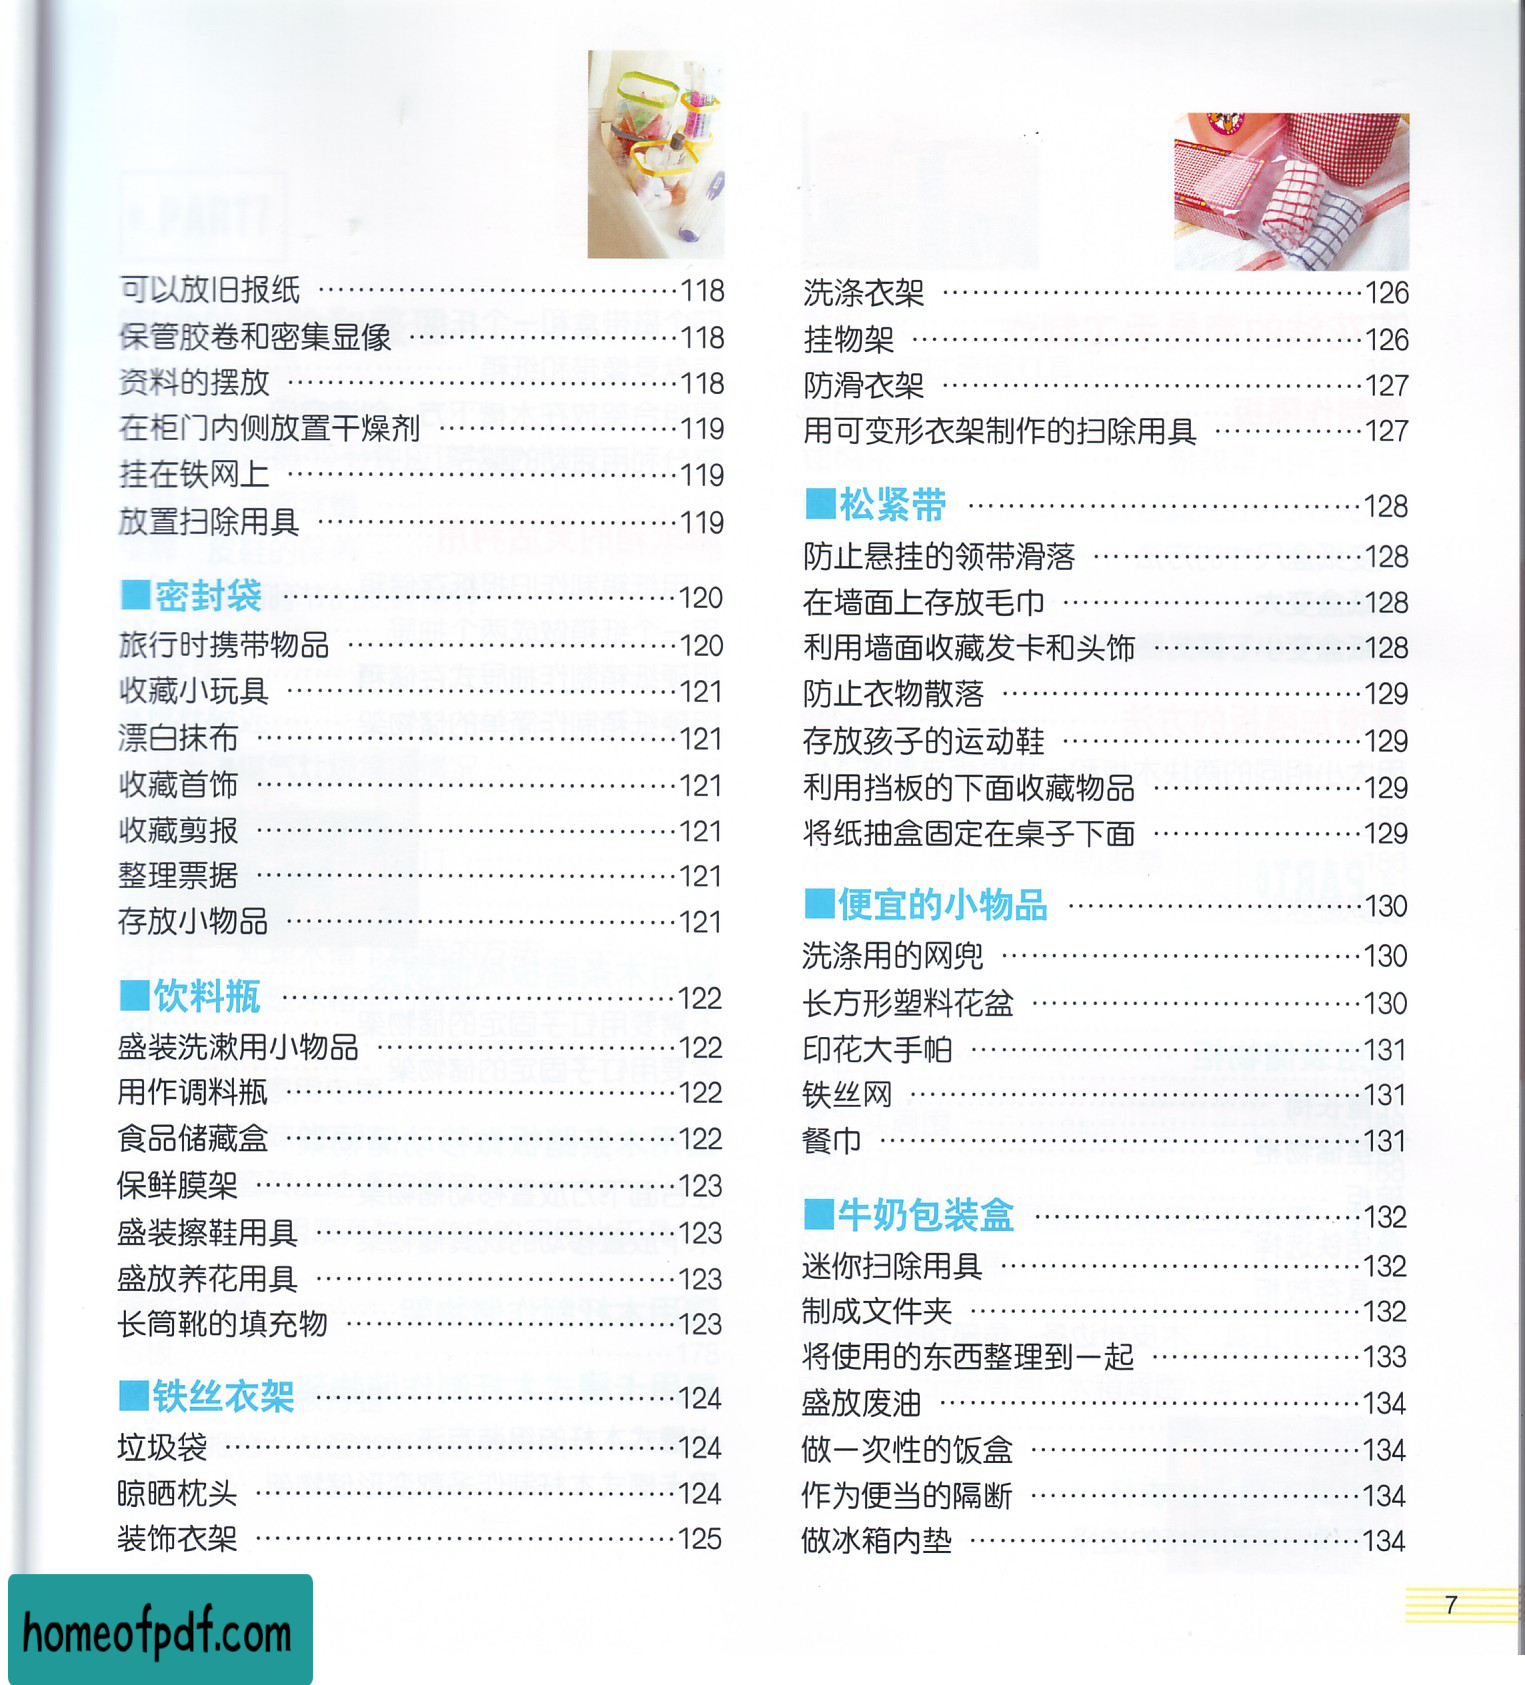 可以放旧报纸 ……………………………… 118
保管胶卷和密集显像 ……………………… 118
资料的摆放 ………………………………… 118
在柜门内侧放置干燥剂 …………………… 119
挂在铁网上 ………………………………… 119
放置扫除用具 ……………………………… 119
■密封袋 …………………………………… 120
旅行时携带物品 …………………………… 120
收藏小玩具 ………………………………… 121
漂白抹布 …………………………………… 121
收藏首饰 …………………………………… 121
收藏剪报 …………………………………… 121
整理票据 …………………………………… 121
存放小物品 ………………………………… 121
■饮料瓶 …………………………………… 122
盛装洗漱用小物品 ………………………… 122
用作调料瓶 ………………………………… 122
食品储藏盒 ………………………………… 122
保鲜膜架 …………………………………… 123
盛装擦鞋用具 ……………………………… 123
盛放养花用具 ……………………………… 123
长筒靴的填充物 …………………………… 123
■铁丝衣架 ………………………………… 124
垃圾袋 ……………………………………… 124
晾晒枕头 …………………………………… 124
装饰衣架 …………………………………… 125
洗涤衣架 …………………………………… 126
挂物架 ……………………………………… 126
防滑衣架 …………………………………… 127
用可变形衣架制作的扫除用具 …………… 127
■松紧带 …………………………………… 128
防止悬挂的领带滑落 ……………………… 128
在墙面上存放毛巾 ………………………… 128
利用墙面收藏发卡和头饰 ………………… 128
防止衣物散落 ……………………………… 129
存放孩子的运动鞋 ………………………… 129
利用挡板的下面收藏物品 ………………… 129
将纸抽盒固定在桌子下面 ………………… 129
■便宜的小物品 …………………………… 130
洗涤用的网兜 ……………………………… 130
长方形塑料花盆 …………………………… 130
印花大手帕 ………………………………… 131
铁丝网 ……………………………………… 131
餐巾 ………………………………………… 131
■牛奶包装盒 ……………………………… 132
迷你扫除用具 ……………………………… 132
制成文件夹 ………………………………… 132
将使用的东西整理到一起 ………………… 133
盛放废油 …………………………………… 134
做一次性的饭盒 …………………………… 134
作为便当的隔断 …………………………… 134
做冰箱内垫 ………………………………… 134
7
homeofpdf.com